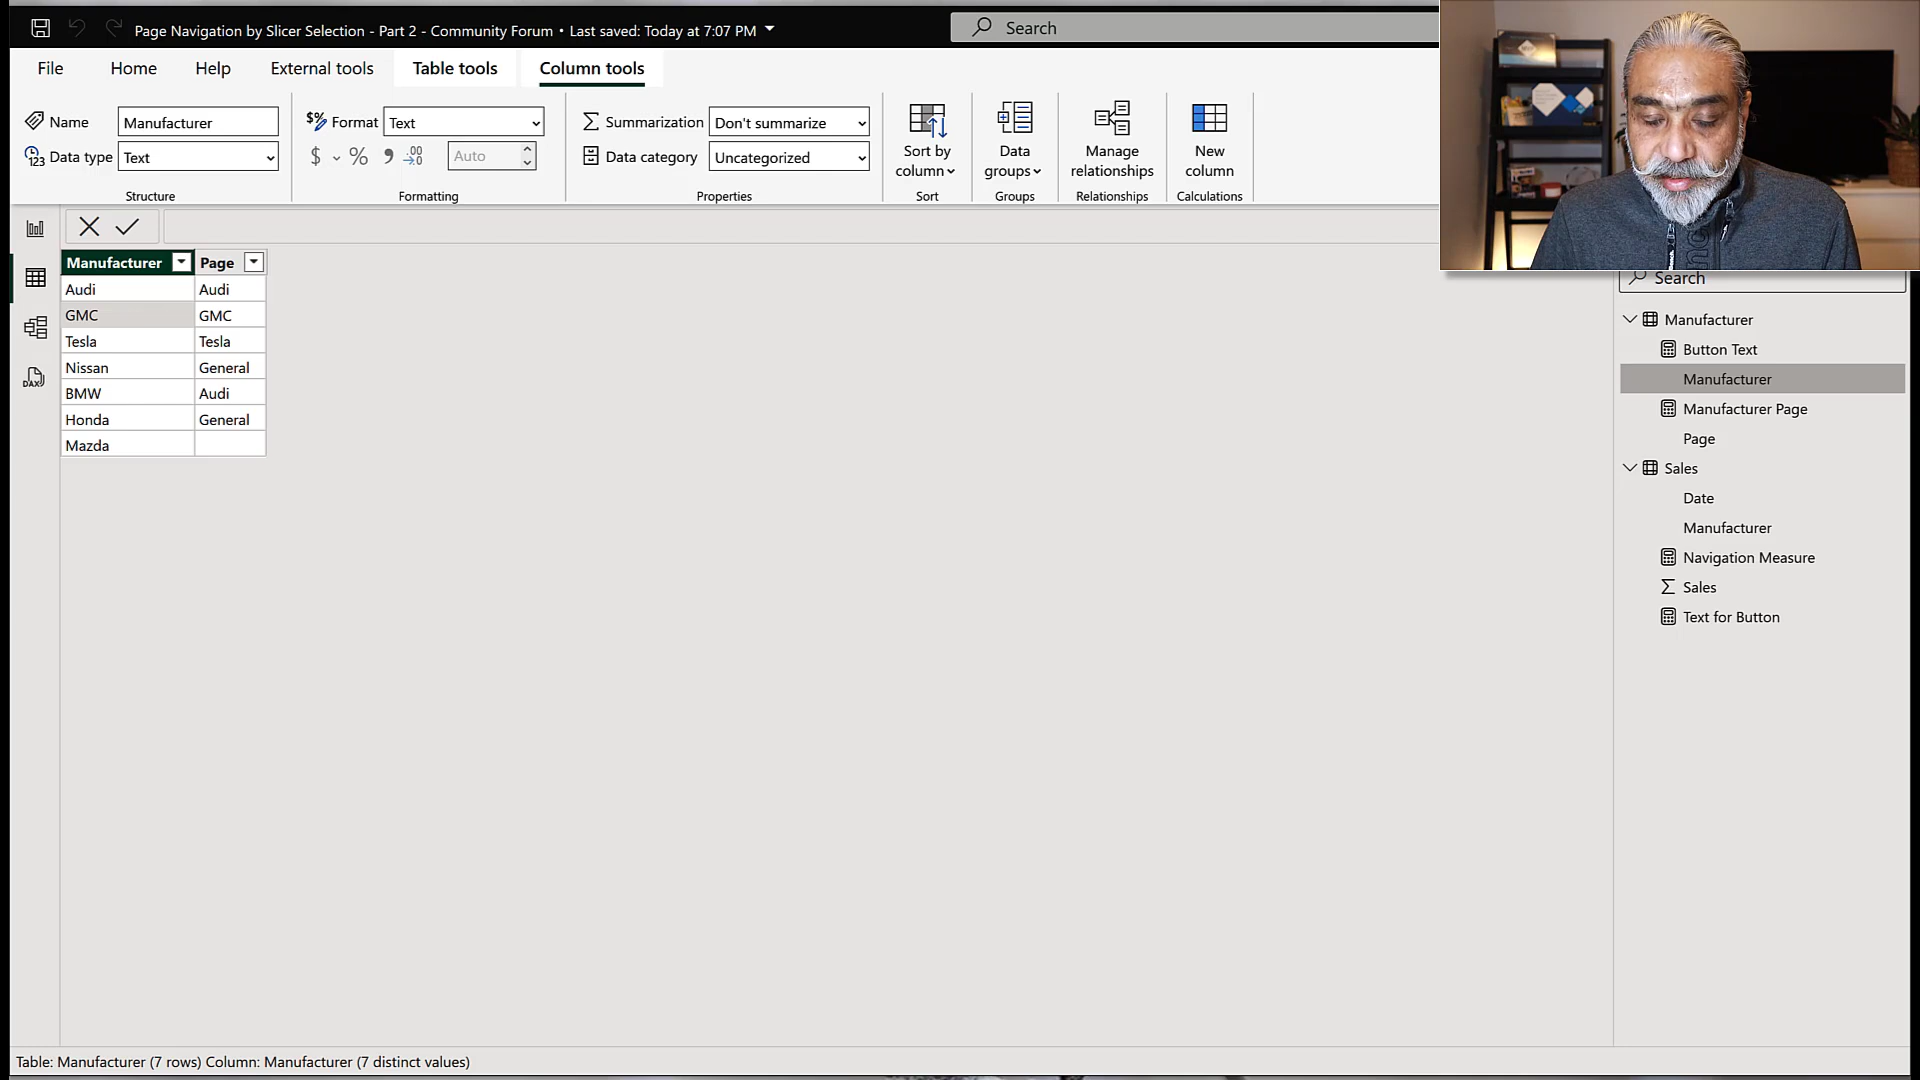 Page Navigation by Slicer Selection - Part 2 - Community Forum • Last saved: Today at 7:07 PM
Search
File
Home
Help
External tools
Table tools
Column tools
Name
Manufacturer
Data type
Text
Structure
Format
Text
Auto
Formatting
Summarization
Don't summarize
Data category
Uncategorized
Properties
Sort by
column
Sort
Data
groups
Groups
Manage
relationships
Relationships
New
column
Calculations
Manufacturer Page
Audi Audi
GMC GMC
Tesla Tesla
Nissan General
BMW Audi
Honda General
Mazda
DAX
Search
Manufacturer
Button Text
Manufacturer
Manufacturer Page
Page
Sales
Date
Manufacturer
Navigation Measure
Sales
Text for Button
Table: Manufacturer (7 rows) Column: Manufacturer (7 distinct values)